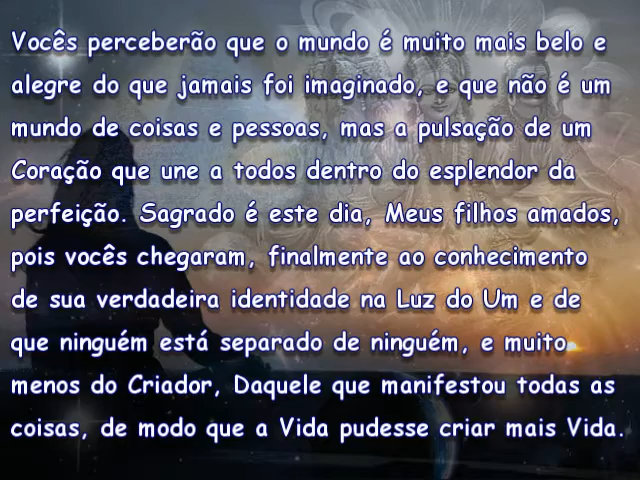 Vocês perceberão que o mundo é muito mais belo e
alegre do que jamais foi imaginado, e que não é um
mundo de coisas e pessoas, mas a pulsação de um
Coração que une a todos dentro do esplendor da
perfeição. Sagrado é este dia, Meus filhos amados,
pois vocês chegaram, finalmente ao conhecimento
de sua verdadeira identidade na Luz do Um e de
que ninguém está separado de ninguém, e muito
menos do Criador, Daquele que manifestou todas as
coisas, de modo que a Vida pudesse criar mais Vida.